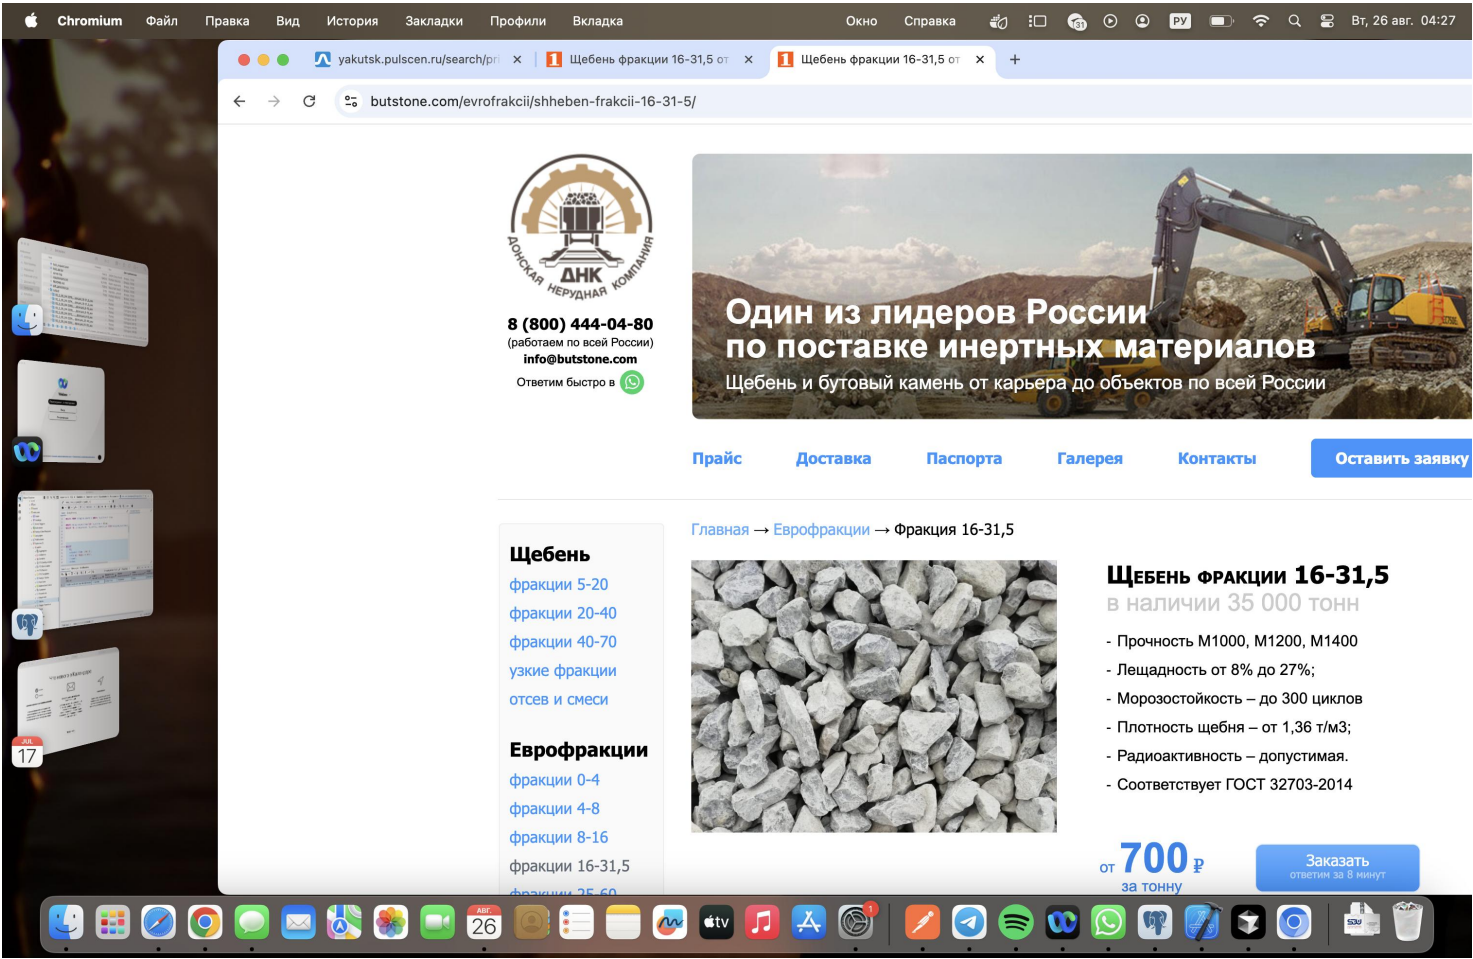 Chromium Файл Правка Вид История Закладки Профили Вкладка Окно Справка 31 РУ Вт, 26 авг. 04:27
yakutsk.pulscen.ru/search/pri Щебень фракции 16-31,5 от Щебень фракции 16-31,5 от
butstone.com/evrofrakcii/shheben-frakcii-16-31-5/
ДОНСКАЯ НЕРУДНАЯ КОМПАНИЯ
ДНК
8 (800) 444-04-80
(работаем по всей России)
info@butstone.com
Ответим быстро в
Один из лидеров России
по поставке инертных материалов
Щебень и бутовый камень от карьера до объектов по всей России
Прайс Доставка Паспорта Галерея Контакты Оставить заявку
Главная → Еврофракции → Фракция 16-31,5
Щебень
фракции 5-20
фракции 20-40
фракции 40-70
узкие фракции
отсев и смеси
Еврофракции
фракции 0-4
фракции 4-8
фракции 8-16
фракции 16-31,5
фракции 25-60
Щебень фракции 16-31,5
в наличии 35 000 тонн
- Прочность М1000, М1200, М1400
- Лещадность от 8% до 27%;
- Морозостойкость – до 300 циклов
- Плотность щебня – от 1,36 т/м3;
- Радиоактивность – допустимая.
- Соответствует ГОСТ 32703-2014
от 700 ₽
за тонну
Заказать
ответим за 8 минут
JUL
17
АВГ.
26
tv
1